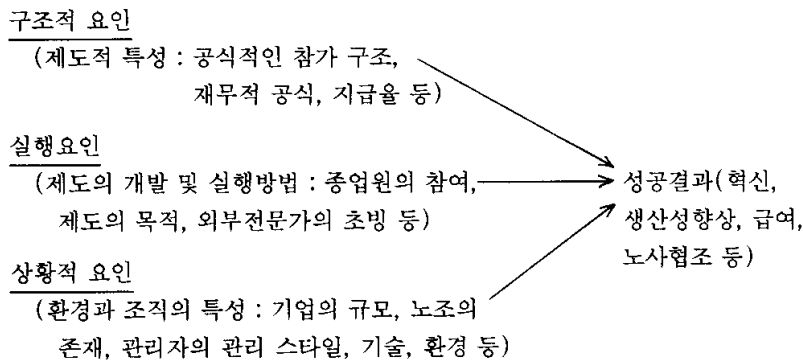 구조적 요인
(제도적 특성 : 공식적인 참가 구조,
재무적 공식, 지급율 등)
실행요인
(제도의 개발 및 실행방법 : 종업원의 참여,
제도의 목적, 외부전문가의 초빙 등)
상황적 요인
(환경과 조직의 특성 : 기업의 규모, 노조의
존재, 관리자의 관리 스타일, 기술, 환경 등)
성공결과(혁신,
생산성향상, 급여,
노사협조 등)